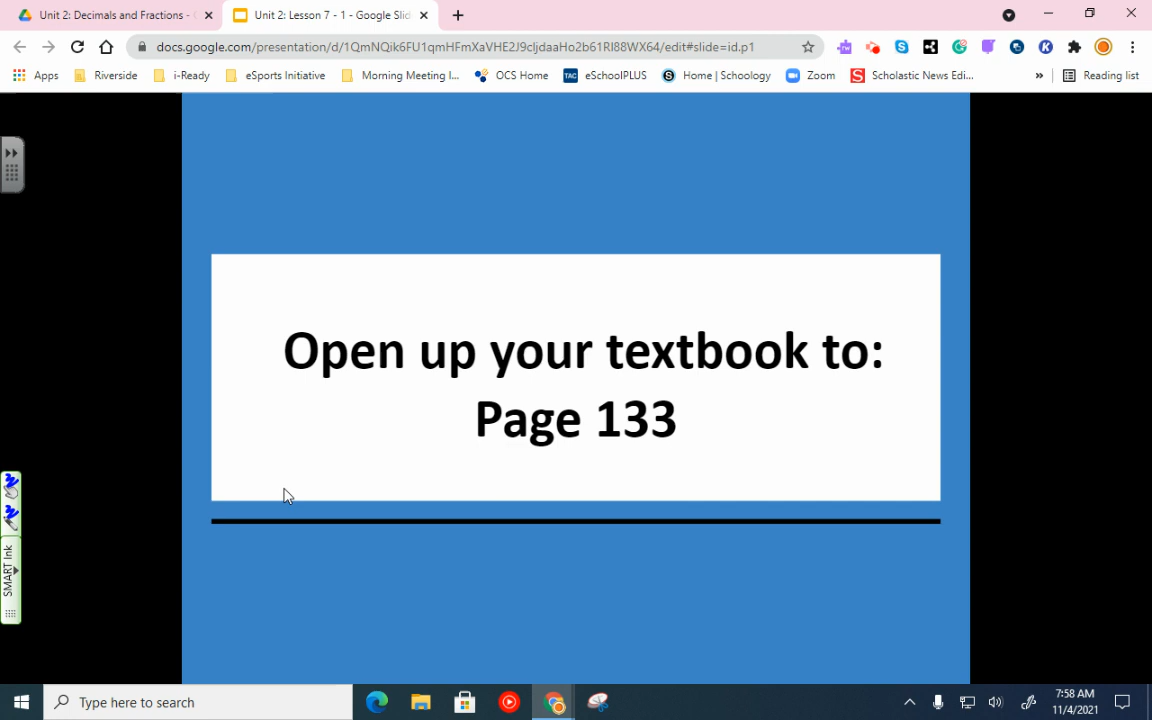 Unit 2: Decimals and Fractions -
Unit 2: Lesson 7 - 1 - Google Slid
docs.google.com/presentation/d/1QmNQik6FU1qmHFmXaVHE2J9cljdaaHo2b61RI88WX64/edit#slide=id.p1
Apps
Riverside
i-Ready
eSports Initiative
Morning Meeting I...
OCS Home
TAC
eSchoolPLUS
Home | Schoology
Zoom
Scholastic News Edi...
»
Reading list
Open up your textbook to:
Page 133
SMART Ink
Type here to search
7:58 AM
11/4/2021